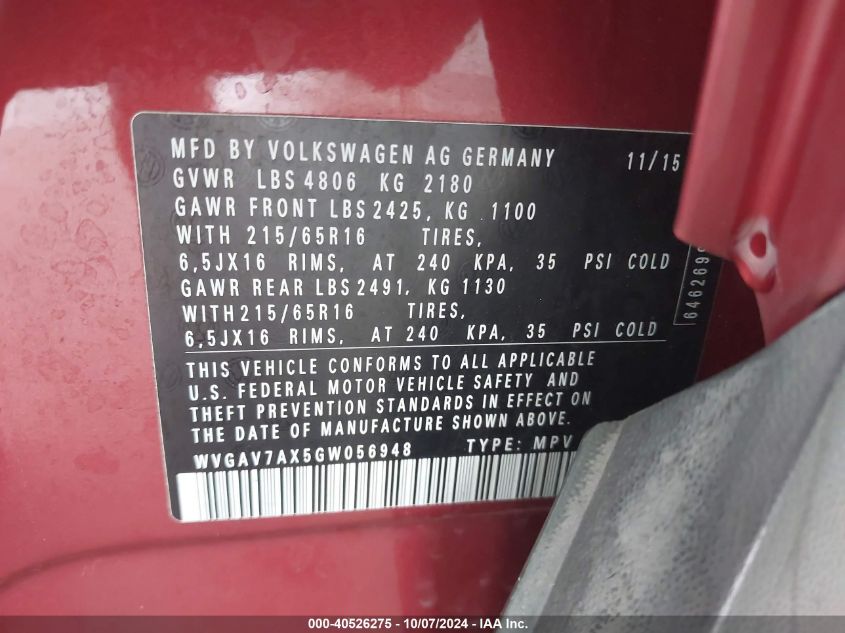 MFD BY VOLKSWAGEN AG GERMANY 11/15
GVWR LBS 4806 KG 2180
GAWR FRONT LBS 2425, KG 1100
WITH 215/65R16 TIRES,
6,5JX16 RIMS, AT 240 KPA, 35 PSI COLD
GAWR REAR LBS 2491, KG 1130
WITH 215/65R16 TIRES,
6,5JX16 RIMS, AT 240 KPA, 35 PSI COLD
THIS VEHICLE CONFORMS TO ALL APPLICABLE
U.S. FEDERAL MOTOR VEHICLE SAFETY AND
THEFT PREVENTION STANDARDS IN EFFECT ON
THE DATE OF MANUFACTURE SHOWN ABOVE.
WVGAV7AX5GW056948 TYPE: MPV
000-40526275 - 10/07/2024 - IAA Inc.